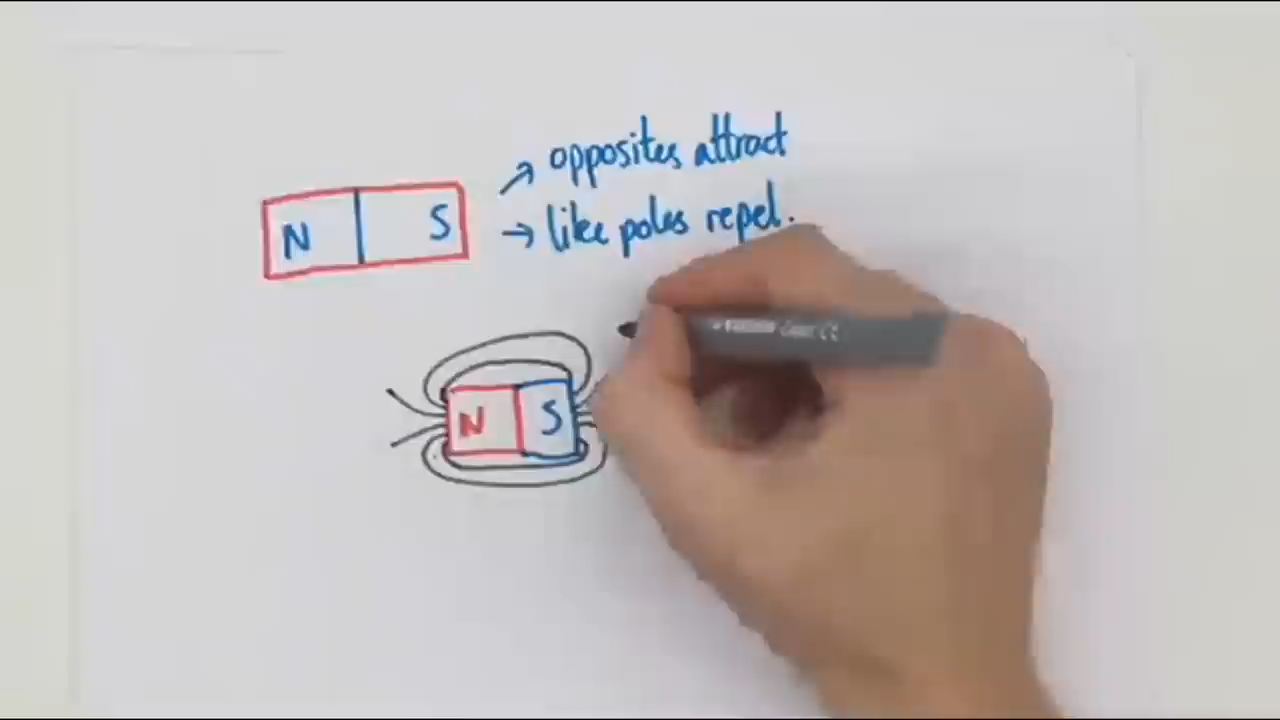 → opposites attract
N S → like poles repel.
N S